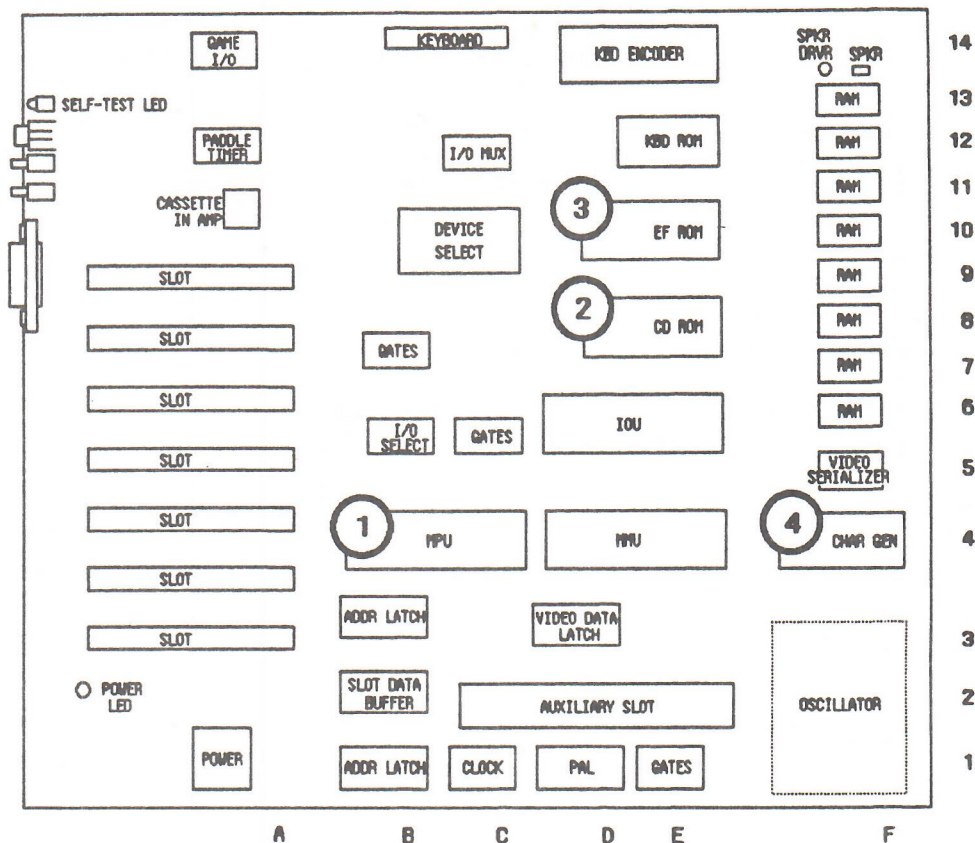 GAME
I/O
KEYBOARD
KBD ENCODER
SPKR
DRVR
SPKR
14
SELF-TEST LED
RAM
13
PADDLE
TIMER
I/O MUX
KBD ROM
RAM
12
CASSETTE
IN AMP
RAM
11
3
DEVICE
SELECT
EF ROM
RAM
10
SLOT
RAM
9
2
SLOT
GATES
CD ROM
RAM
8
RAM
7
SLOT
I/O
SELECT
GATES
IOU
RAM
6
SLOT
VIDEO
SERIALIZER
5
SLOT
1
MPU
MMU
4
CHAR GEN
4
SLOT
ADDR LATCH
VIDEO DATA
LATCH
SLOT
3
POWER
LED
SLOT DATA
BUFFER
AUXILIARY SLOT
OSCILLATOR
2
POWER
ADDR LATCH
CLOCK
PAL
GATES
1
A
B
C
D
E
F